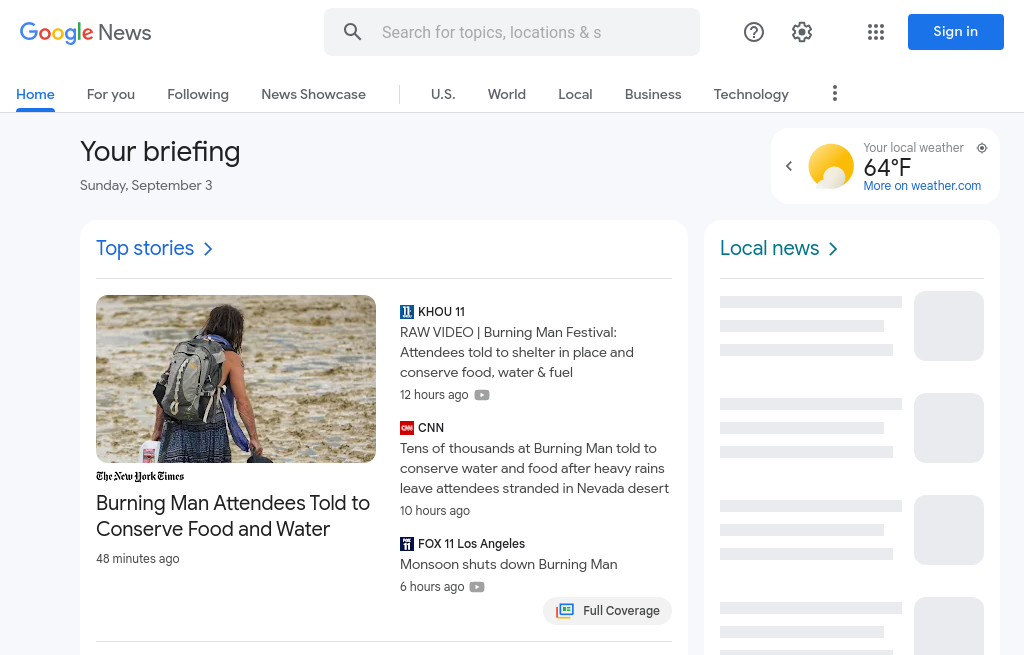 Google News
Search for topics, locations & s
Sign in
Home
For you
Following
News Showcase
U.S.
World
Local
Business
Technology
Your briefing
Sunday, September 3
Your local weather
64°F
More on weather.com
Top stories
Local news
The New York Times
Burning Man Attendees Told to
Conserve Food and Water
48 minutes ago
KHOU 11
RAW VIDEO | Burning Man Festival:
Attendees told to shelter in place and
conserve food, water & fuel
12 hours ago
CNN
Tens of thousands at Burning Man told to
conserve water and food after heavy rains
leave attendees stranded in Nevada desert
10 hours ago
FOX 11 Los Angeles
Monsoon shuts down Burning Man
6 hours ago
Full Coverage